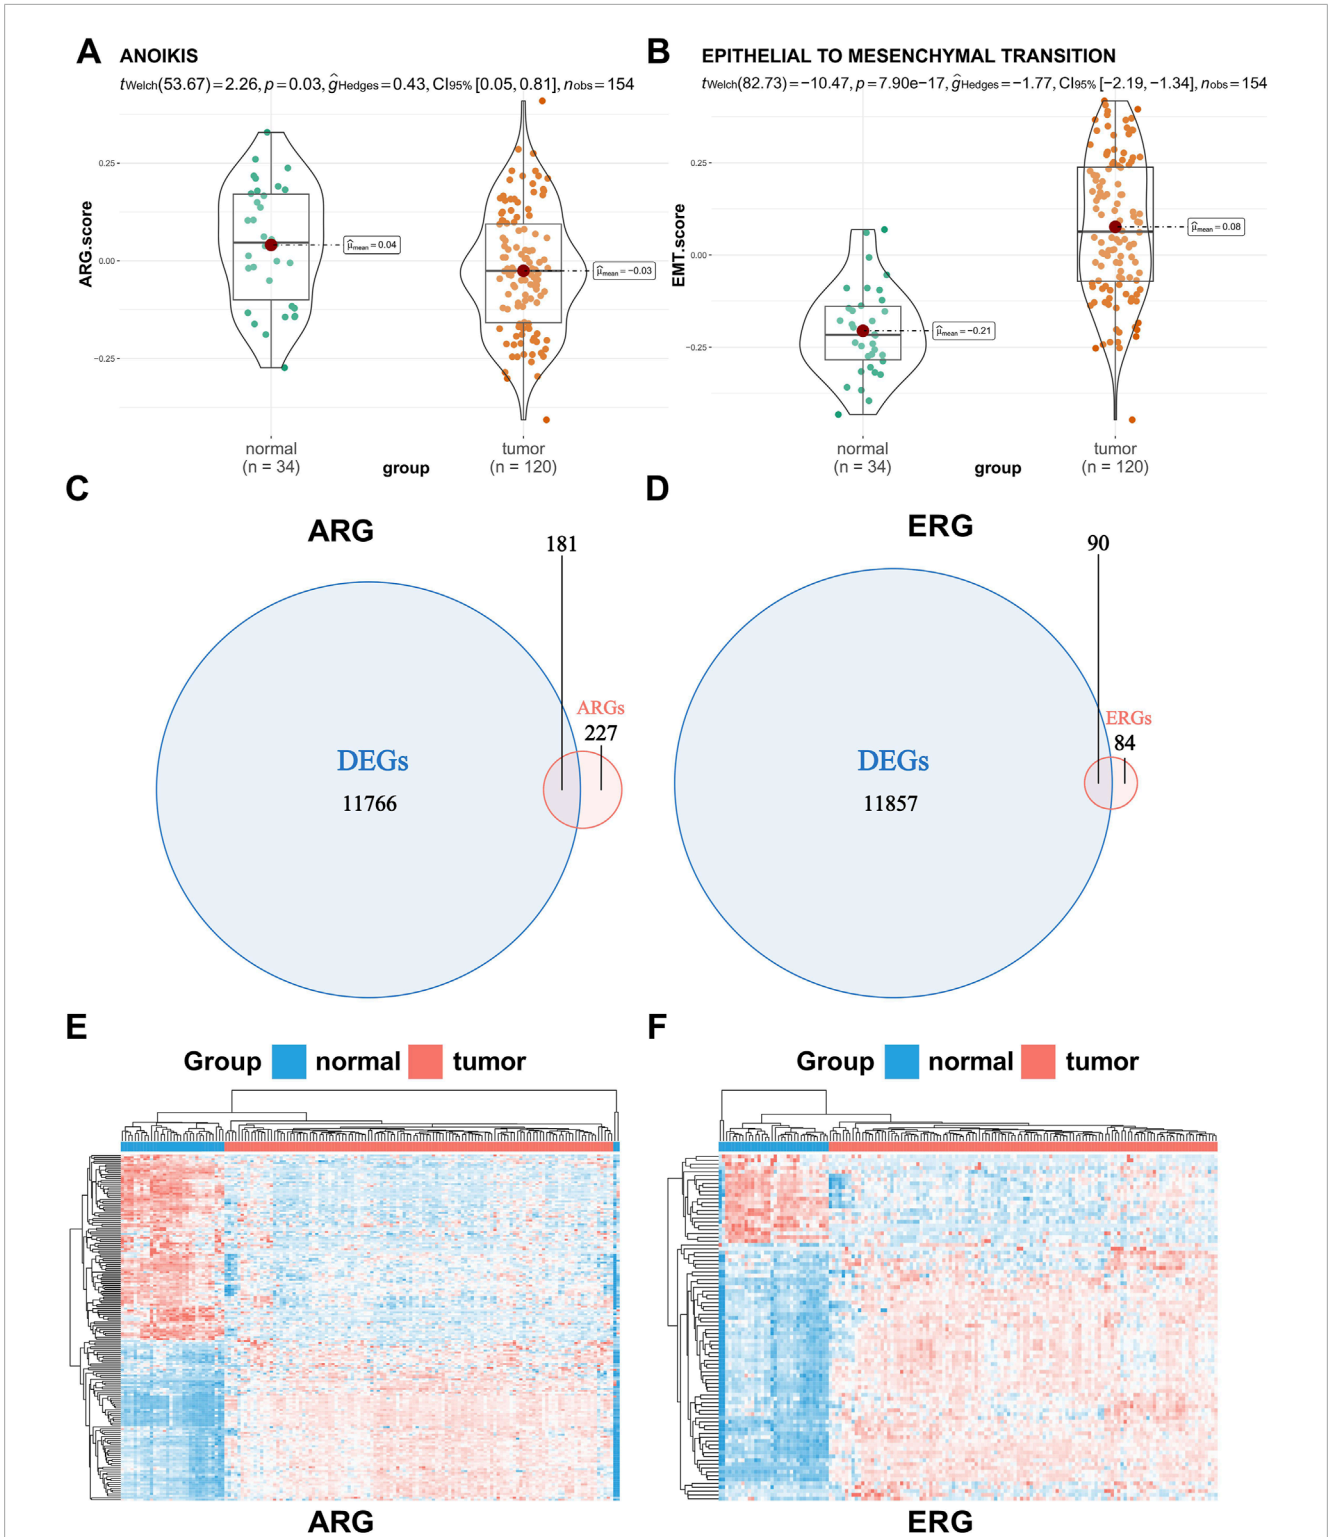 A ANOIKIS
tWelch(53.67) = 2.26, p = 0.03, ĝHedges = 0.43, CI95% [0.05, 0.81], nobs = 154
ARG.score
0.25
0.00
−0.25
μ̂mean = 0.04
μ̂mean = −0.03
normal
(n = 34)
tumor
(n = 120)
group
B EPITHELIAL TO MESENCHYMAL TRANSITION
tWelch(82.73) = −10.47, p = 7.90e−17, ĝHedges = −1.77, CI95% [−2.19, −1.34], nobs = 154
EMT.score
0.25
0.00
−0.25
μ̂mean = −0.21
μ̂mean = 0.08
normal
(n = 34)
tumor
(n = 120)
group
C
ARG
181
ARGs
227
DEGs
11766
D
ERG
90
ERGs
84
DEGs
11857
E
Group normal tumor
ARG
F
Group normal tumor
ERG